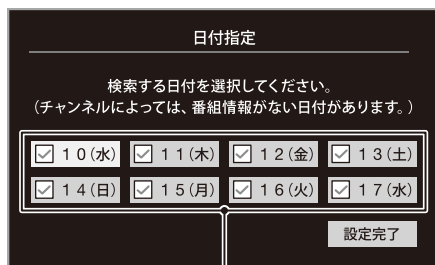 日付指定
検索する日付を選択してください。
（チャンネルによっては、番組情報がない日付があります。）
１０(水) １１(木) １２(金) １３(土)
１４(日) １５(月) １６(火) １７(水)
設定完了